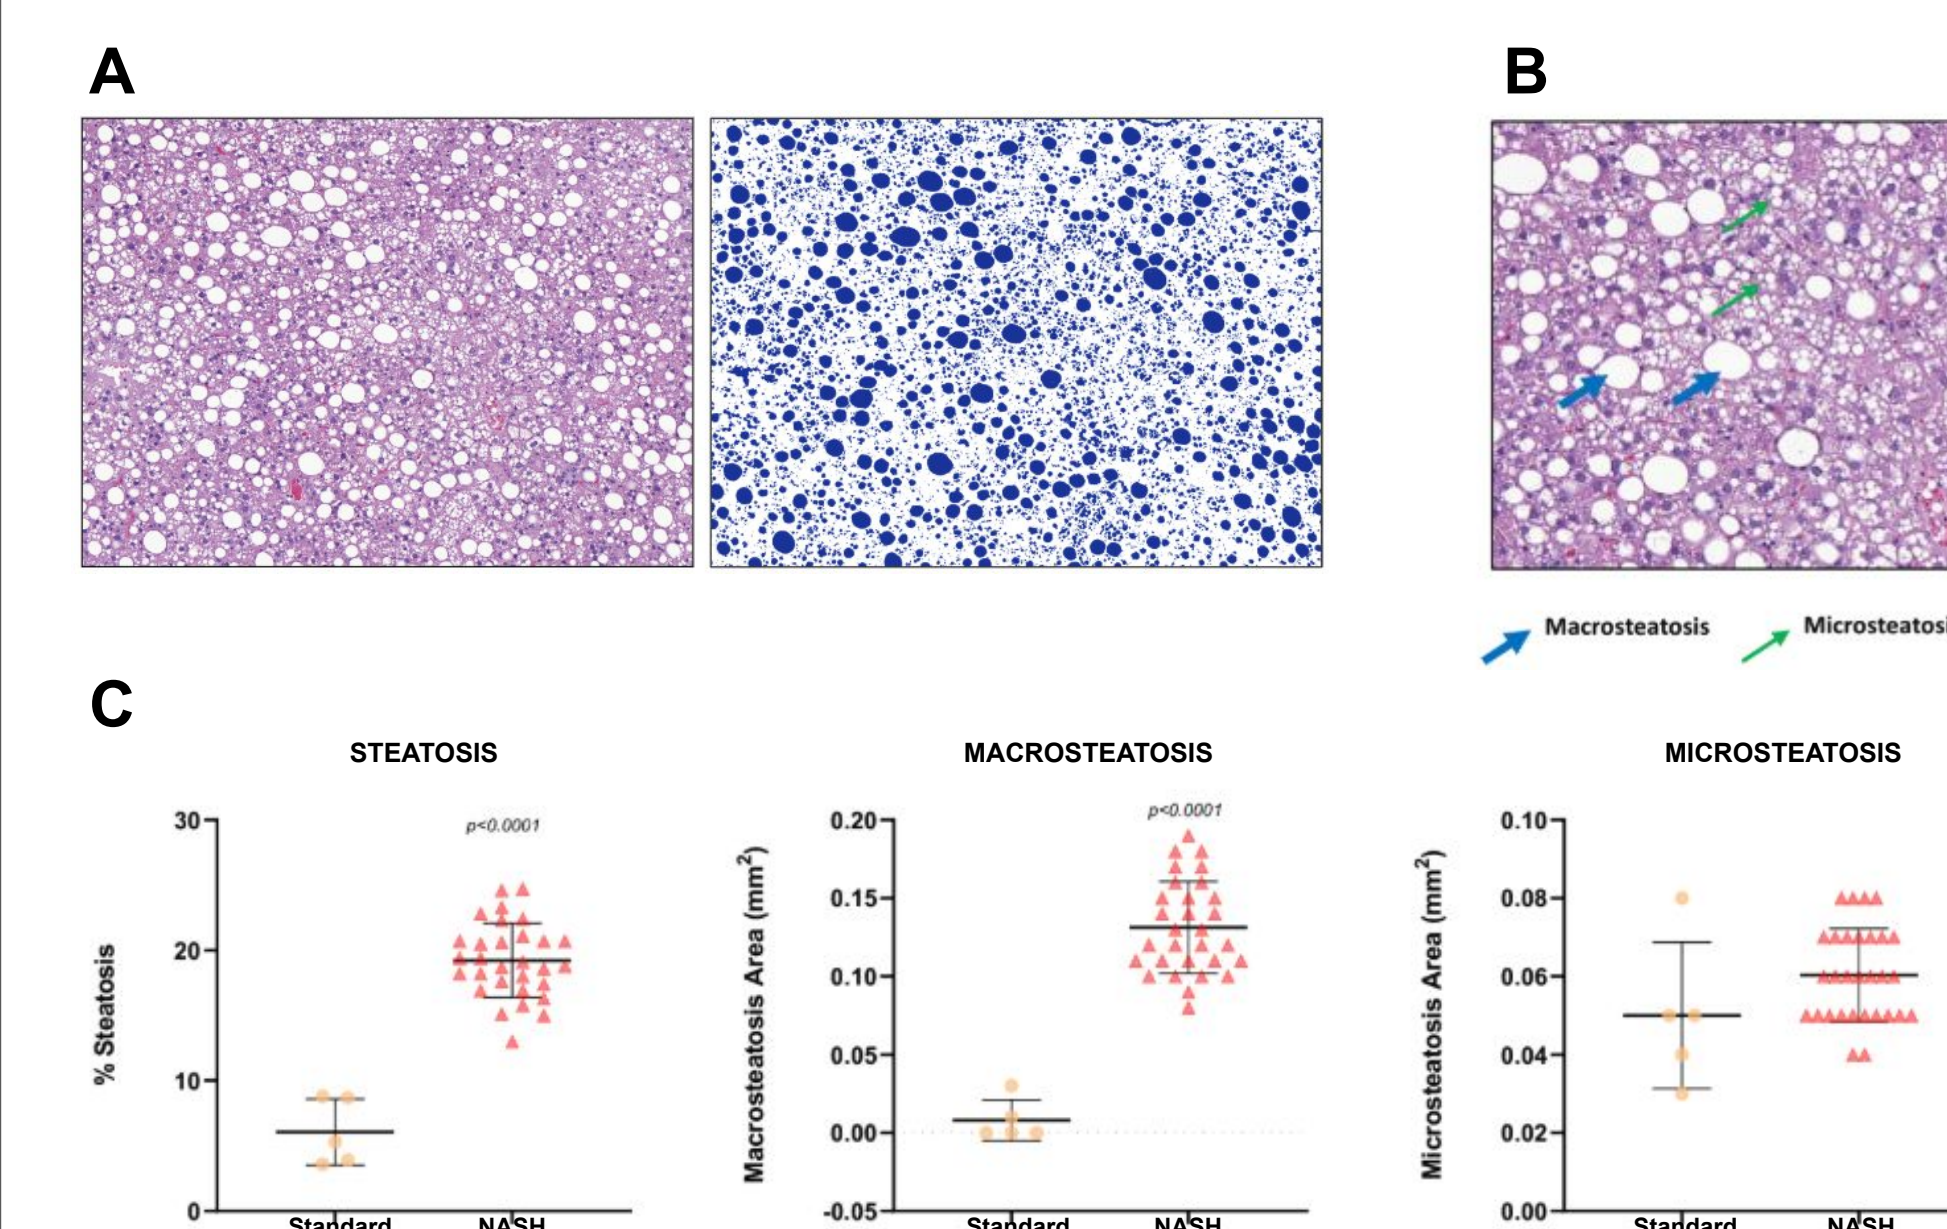 A
B
Macrosteatosis
Microsteatosi
C
STEATOSIS
MACROSTEATOSIS
MICROSTEATOSIS
p<0.0001
% Steatosis
30
20
10
0
Standard
NASH
p<0.0001
Macrosteatosis Area (mm²)
0.20
0.15
0.10
0.05
0.00
-0.05
Standard
NASH
Microsteatosis Area (mm²)
0.10
0.08
0.06
0.04
0.02
0.00
Standard
NASH